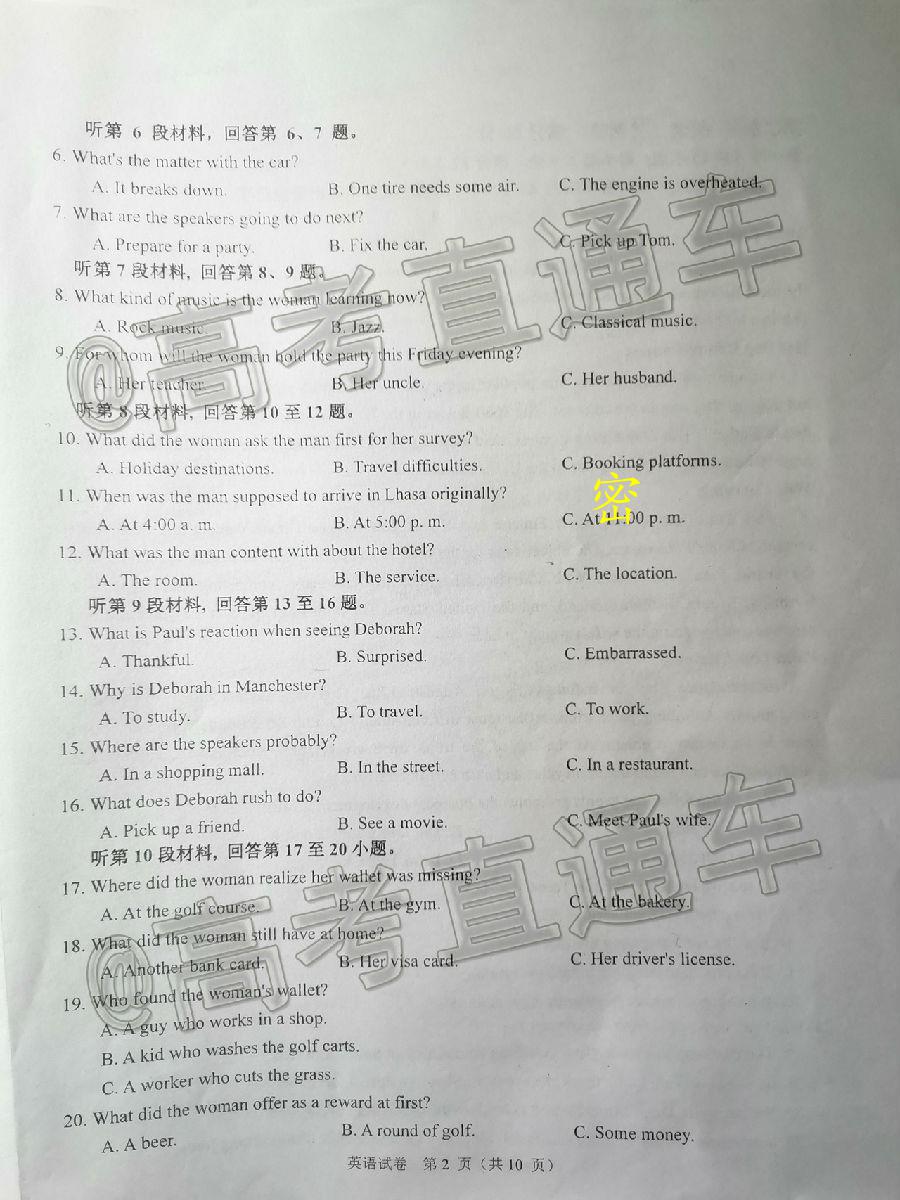 听第 6 段材料，回答第 6、7 题。
6. What's the matter with the car?
A. It breaks down. B. One tire needs some air. C. The engine is overheated.
7. What are the speakers going to do next?
A. Prepare for a party. B. Fix the car. C. Pick up Tom.
听第 7 段材料，回答第 8、9 题。
8. What kind of music is the woman learning now?
A. Rock music. B. Jazz. C. Classical music.
9. For whom will the woman hold the party this Friday evening?
A. Her teacher. B. Her uncle. C. Her husband.
听第 8 段材料，回答第 10 至 12 题。
10. What did the woman ask the man first for her survey?
A. Holiday destinations. B. Travel difficulties. C. Booking platforms.
11. When was the man supposed to arrive in Lhasa originally?
A. At 4:00 a. m. B. At 5:00 p. m. C. At 11:00 p. m.
密
12. What was the man content with about the hotel?
A. The room. B. The service. C. The location.
听第 9 段材料，回答第 13 至 16 题。
13. What is Paul's reaction when seeing Deborah?
A. Thankful. B. Surprised. C. Embarrassed.
14. Why is Deborah in Manchester?
A. To study. B. To travel. C. To work.
15. Where are the speakers probably?
A. In a shopping mall. B. In the street. C. In a restaurant.
16. What does Deborah rush to do?
A. Pick up a friend. B. See a movie. C. Meet Paul's wife.
听第 10 段材料，回答第 17 至 20 小题。
17. Where did the woman realize her wallet was missing?
A. At the golf course. B. At the gym. C. At the bakery.
18. What did the woman still have at home?
A. Another bank card. B. Her visa card. C. Her driver's license.
19. Who found the woman's wallet?
A. A guy who works in a shop.
B. A kid who washes the golf carts.
C. A worker who cuts the grass.
20. What did the woman offer as a reward at first?
A. A beer. B. A round of golf. C. Some money.
英语试卷 第 2 页（共 10 页）
@高考直通车
@高考直通车